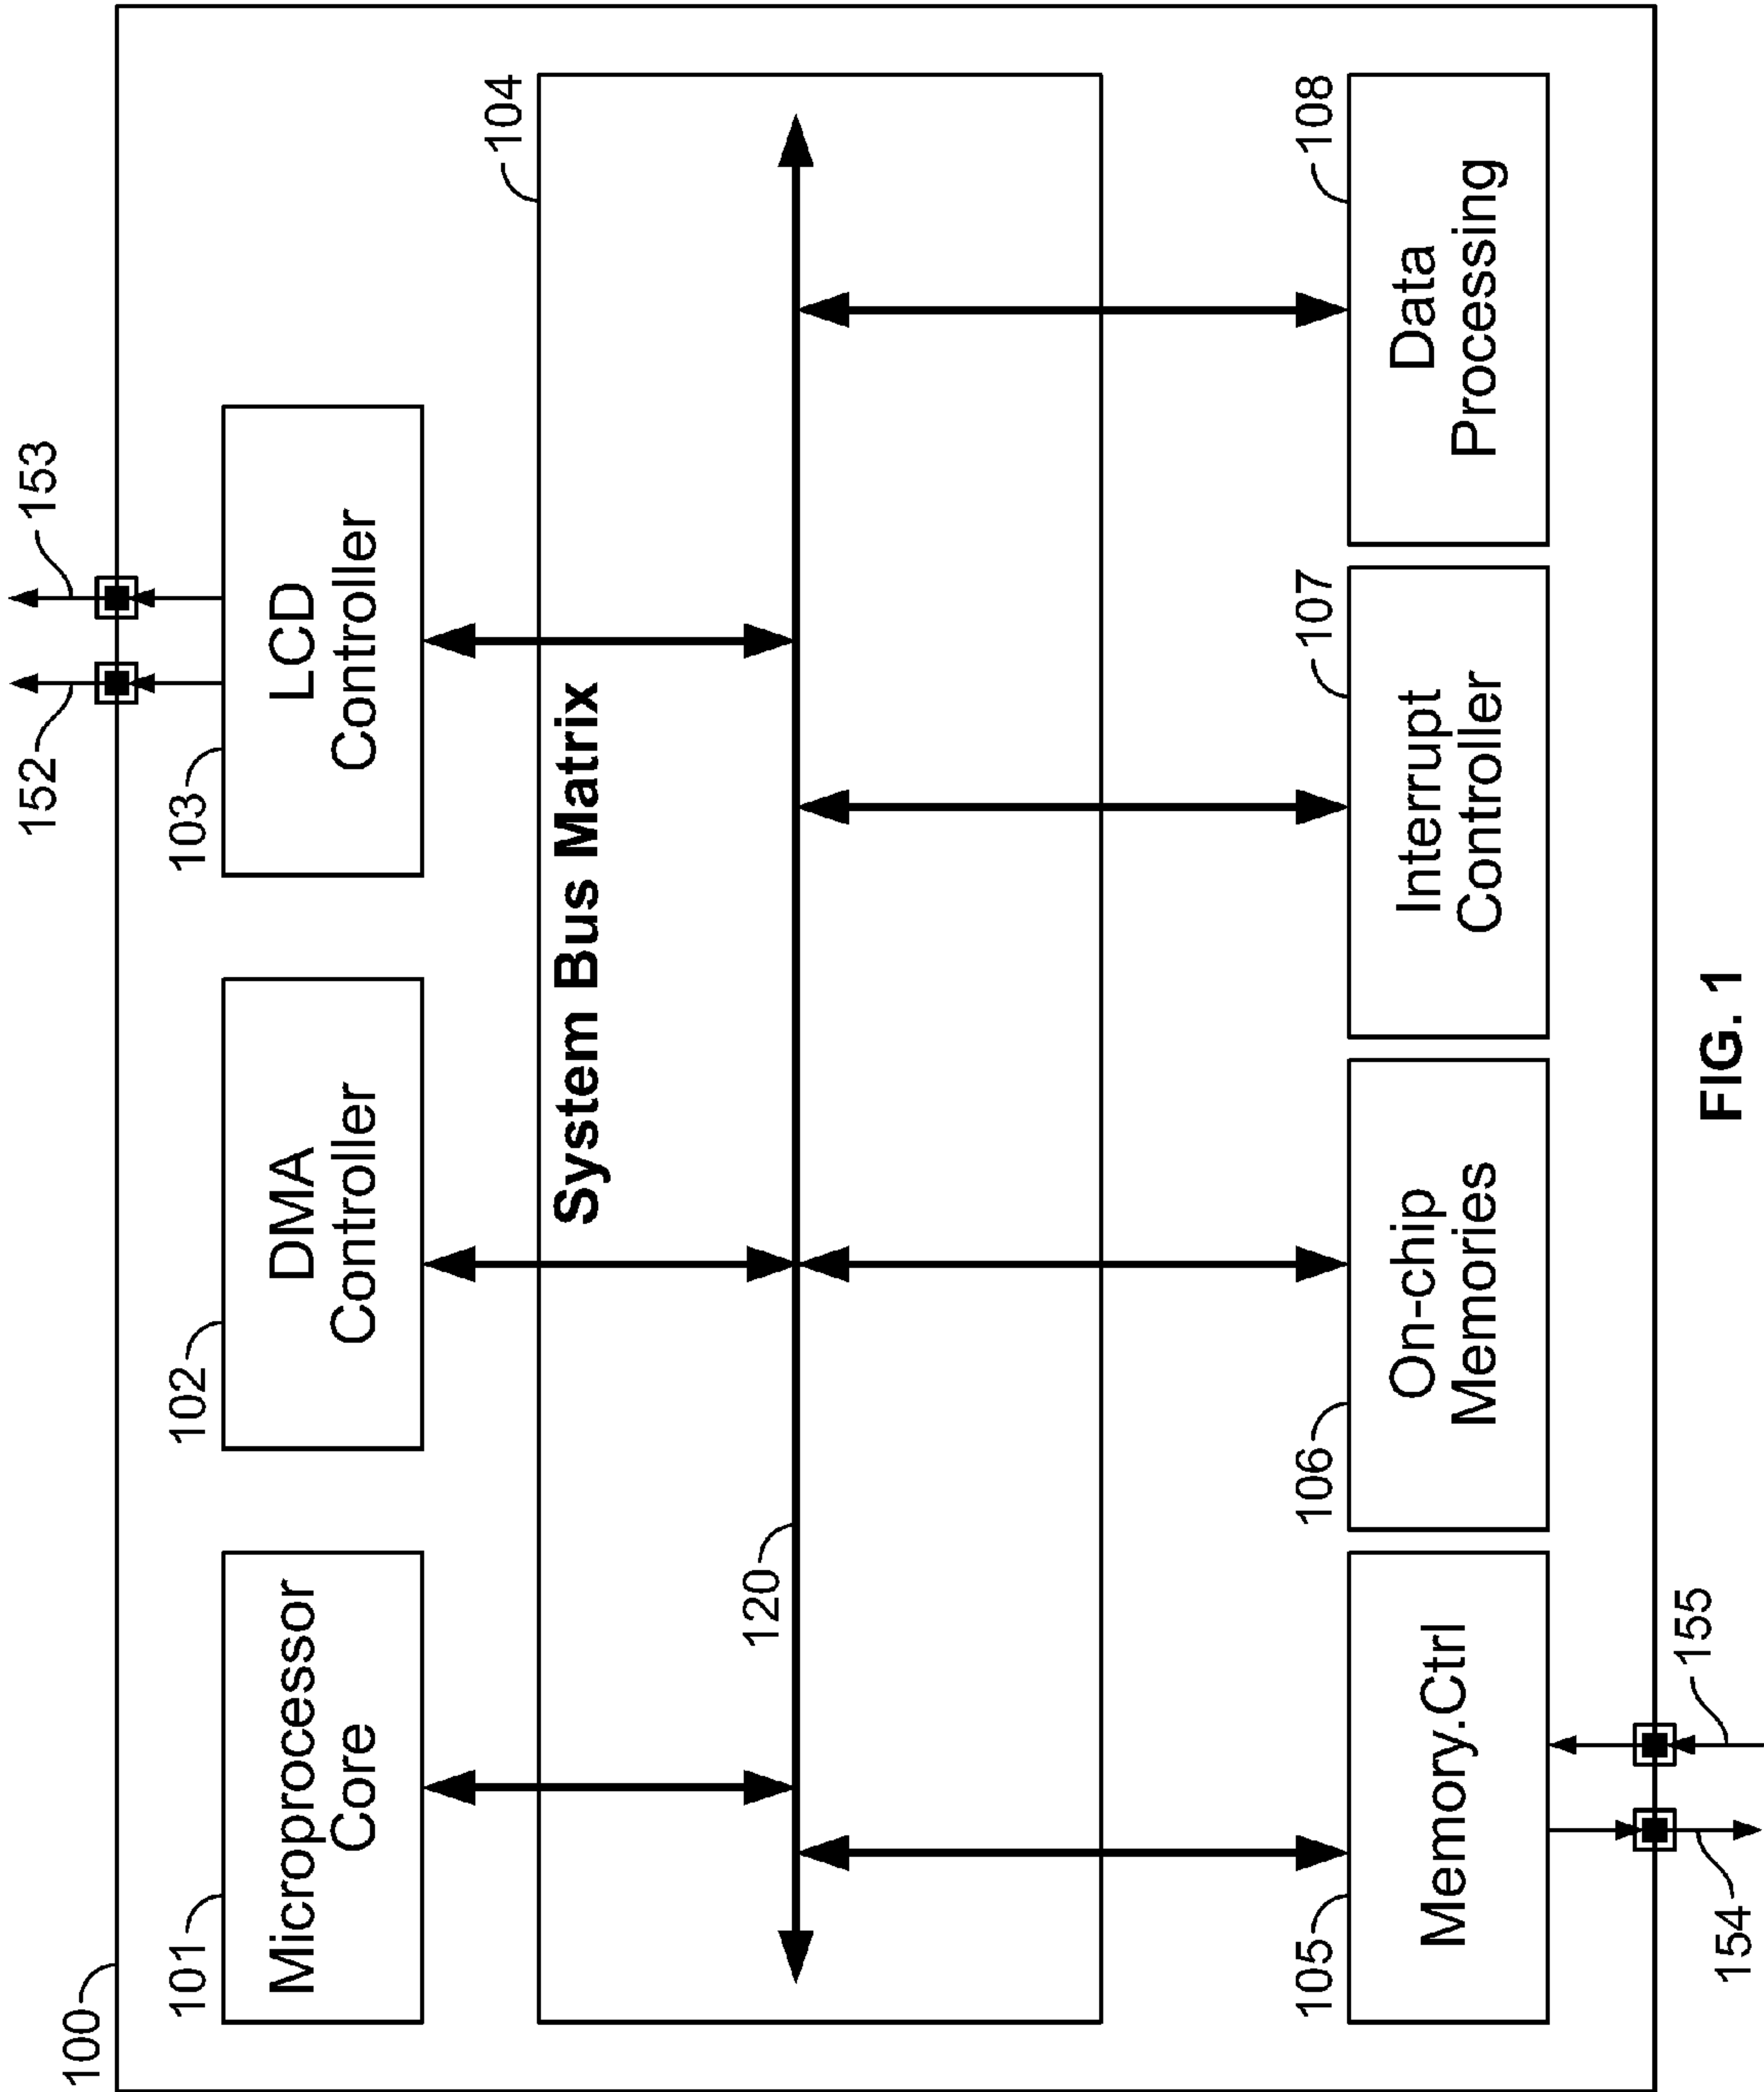 100
152
153
101
Microprocessor
Core
102
DMA
Controller
103
LCD
Controller
104
System Bus Matrix
120
105
Memory.Ctrl
106
On-chip
Memories
107
Interrupt
Controller
108
Data
Processing
154
155
FIG. 1